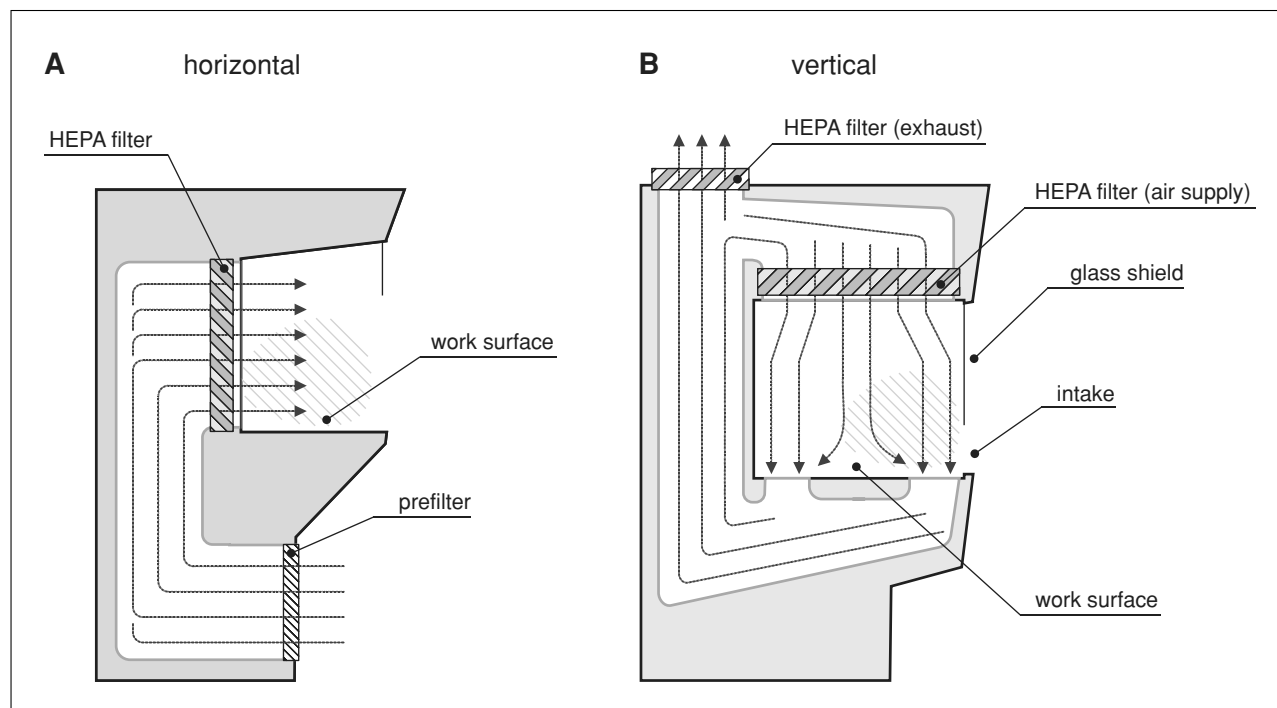 A horizontal
HEPA filter
work surface
prefilter
B vertical
HEPA filter (exhaust)
HEPA filter (air supply)
glass shield
intake
work surface